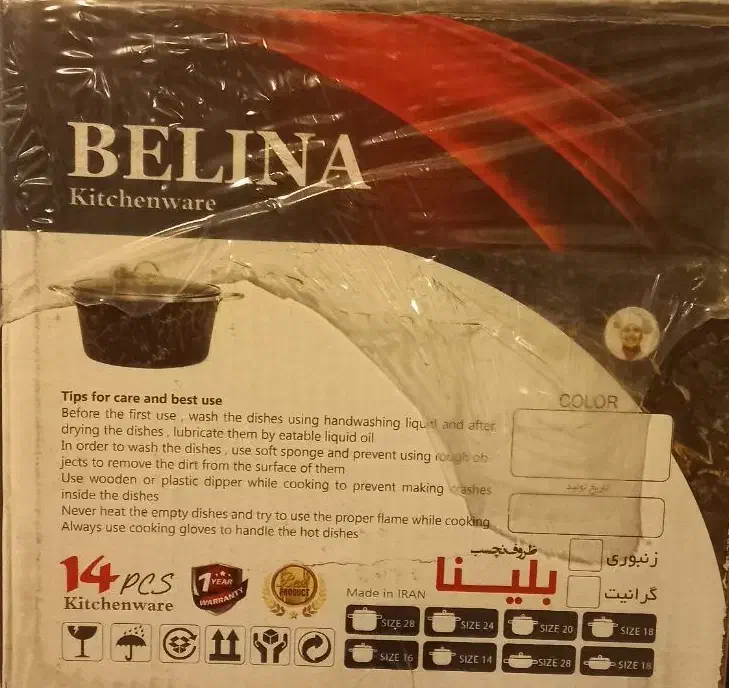 BELINA
Kitchenware
Tips for care and best use
Before the first use , wash the dishes using handwashing liquid and after
drying the dishes , lubricate them by eatable liquid oil
In order to wash the dishes , use soft sponge and prevent using rough ob-
jects to remove the dirt from the surface of them
Use wooden or plastic dipper while cooking to prevent making crashes
inside the dishes
Never heat the empty dishes and try to use the proper flame while cooking
Always use cooking gloves to handle the hot dishes
COLOR
تاریخ تولید
زنبوری
گرانیت
ظروف نچسب
بلینا
14 PCS
Kitchenware
1 YEAR
WARRANTY
Best
PRODUCT
Made in IRAN
SIZE 28
SIZE 24
SIZE 20
SIZE 18
SIZE 16
SIZE 14
SIZE 28
SIZE 18